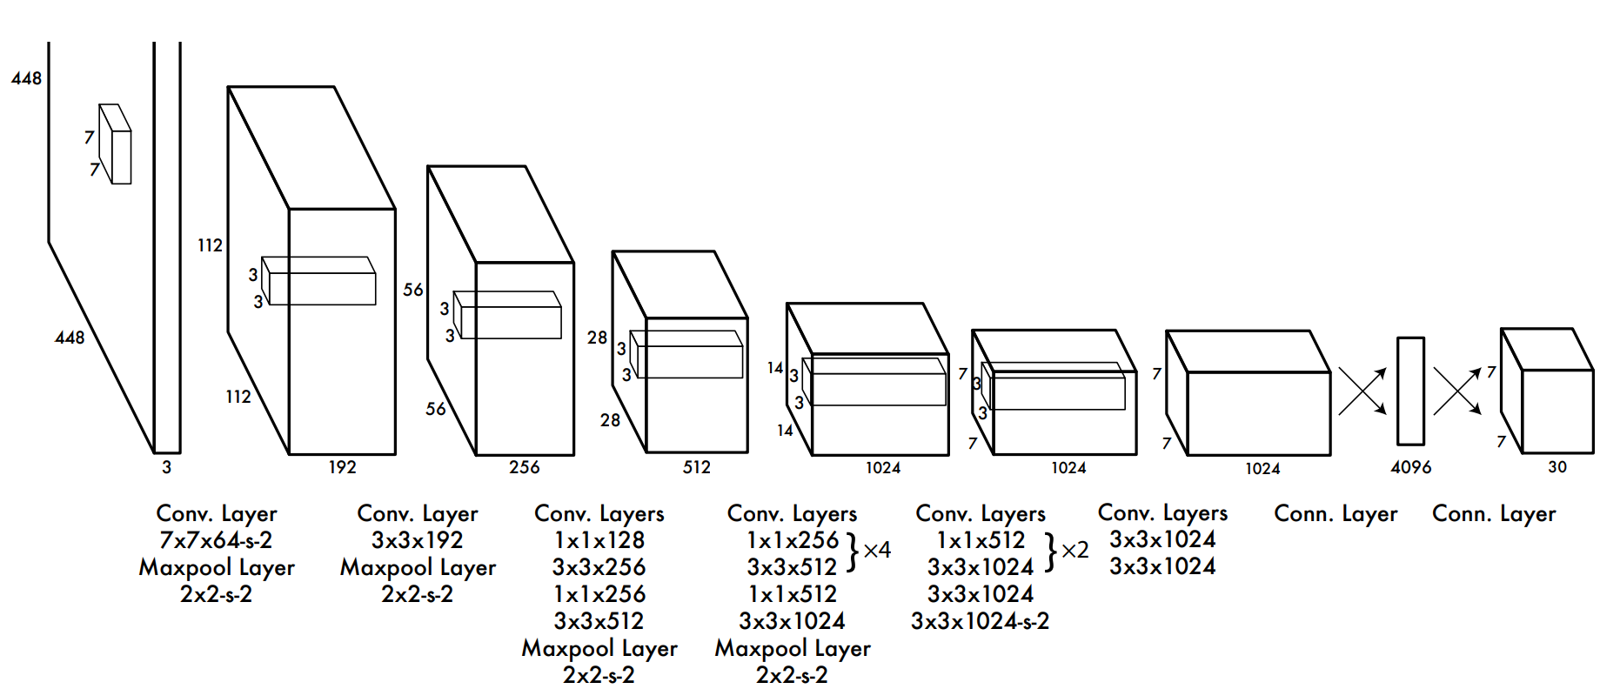 448
7
7
448
3
112
3
3
112
192
56
3
3
56
256
28
3
3
28
512
14
3
3
14
1024
7
3
3
7
1024
7
7
1024
4096
7
7
30
Conv. Layer
7x7x64-s-2
Maxpool Layer
2x2-s-2
Conv. Layer
3x3x192
Maxpool Layer
2x2-s-2
Conv. Layers
1x1x128
3x3x256
1x1x256
3x3x512
Maxpool Layer
2x2-s-2
Conv. Layers
1x1x256
3x3x512
}×4
1x1x512
3x3x1024
Maxpool Layer
2x2-s-2
Conv. Layers
1x1x512
3x3x1024
}×2
3x3x1024
3x3x1024-s-2
Conv. Layers
3x3x1024
3x3x1024
Conn. Layer
Conn. Layer